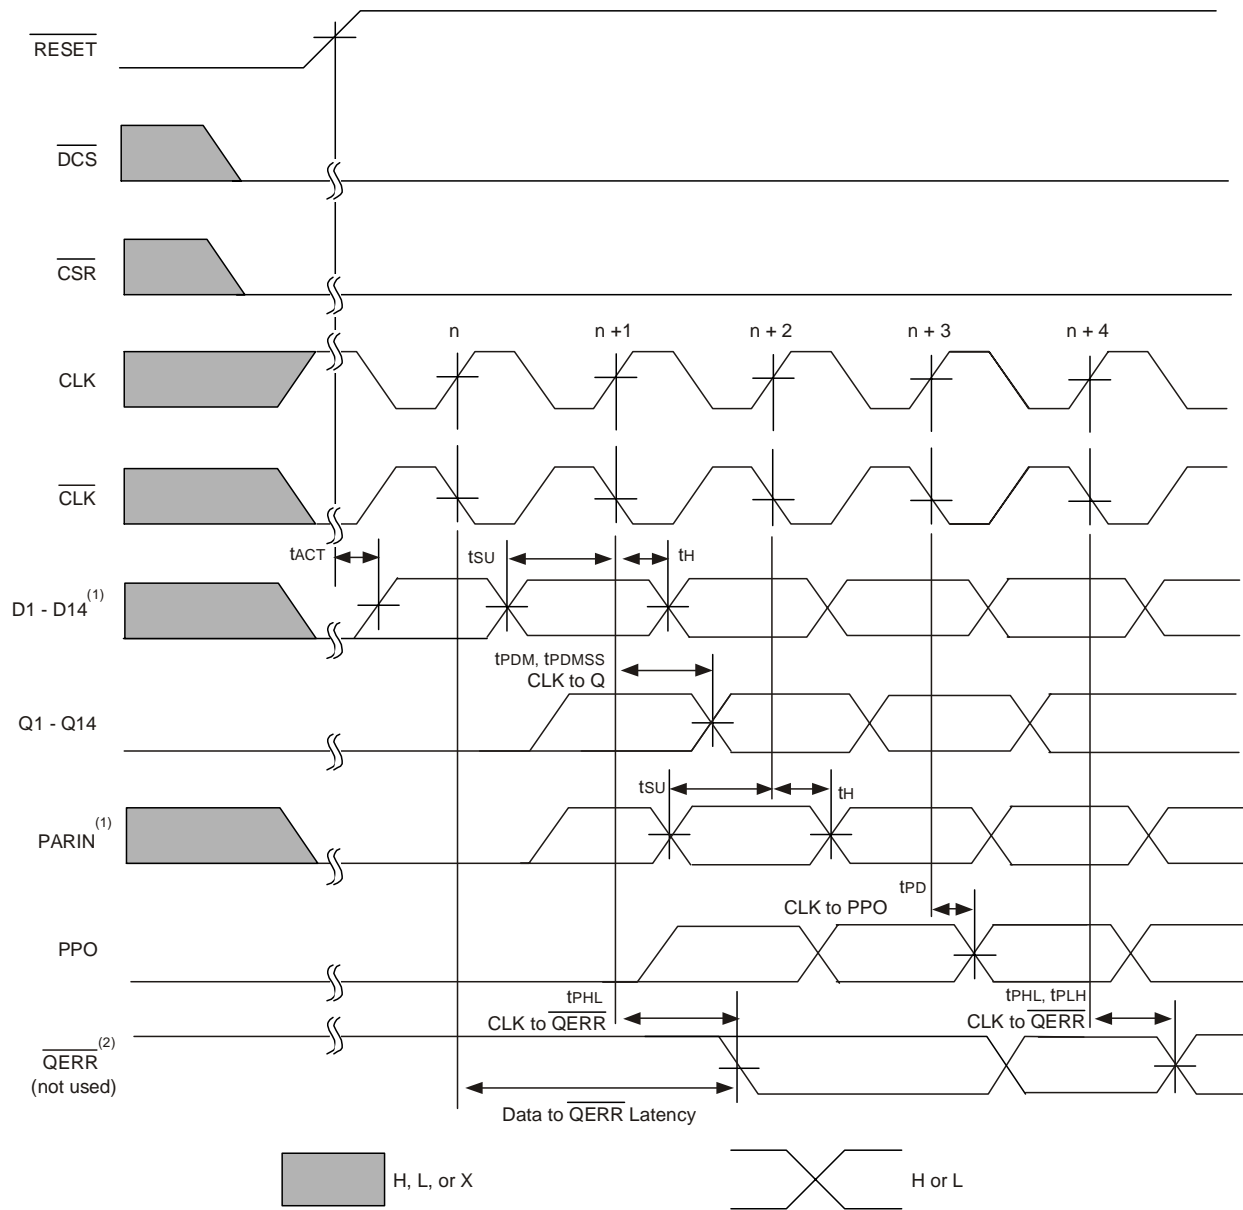 RESET
DCS
CSR
n n +1 n + 2 n + 3 n + 4
CLK
CLK
tACT tSU tH
D1 - D14(1)
tPDM, tPDMSS
CLK to Q
Q1 - Q14
tSU tH
PARIN(1)
tPD
CLK to PPO
PPO
tPHL tPHL, tPLH
CLK to QERR CLK to QERR
QERR(2)
(not used)
Data to QERR Latency
H, L, or X H or L